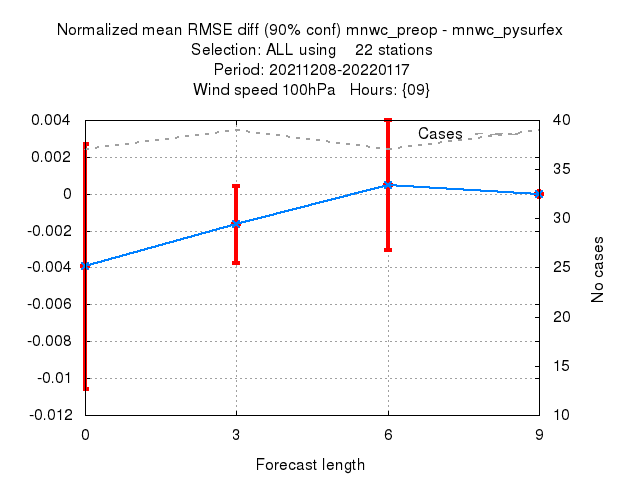 Normalized mean RMSE diff (90% conf) mnwc_preop - mnwc_pysurfex
Selection: ALL using    22 stations
Period: 20211208-20220117
Wind speed 100hPa   Hours: {09}
Cases
0.004
0.002
0
-0.002
-0.004
-0.006
-0.008
-0.01
-0.012
40
35
30
25
20
15
10
No cases
0
3
6
9
Forecast length